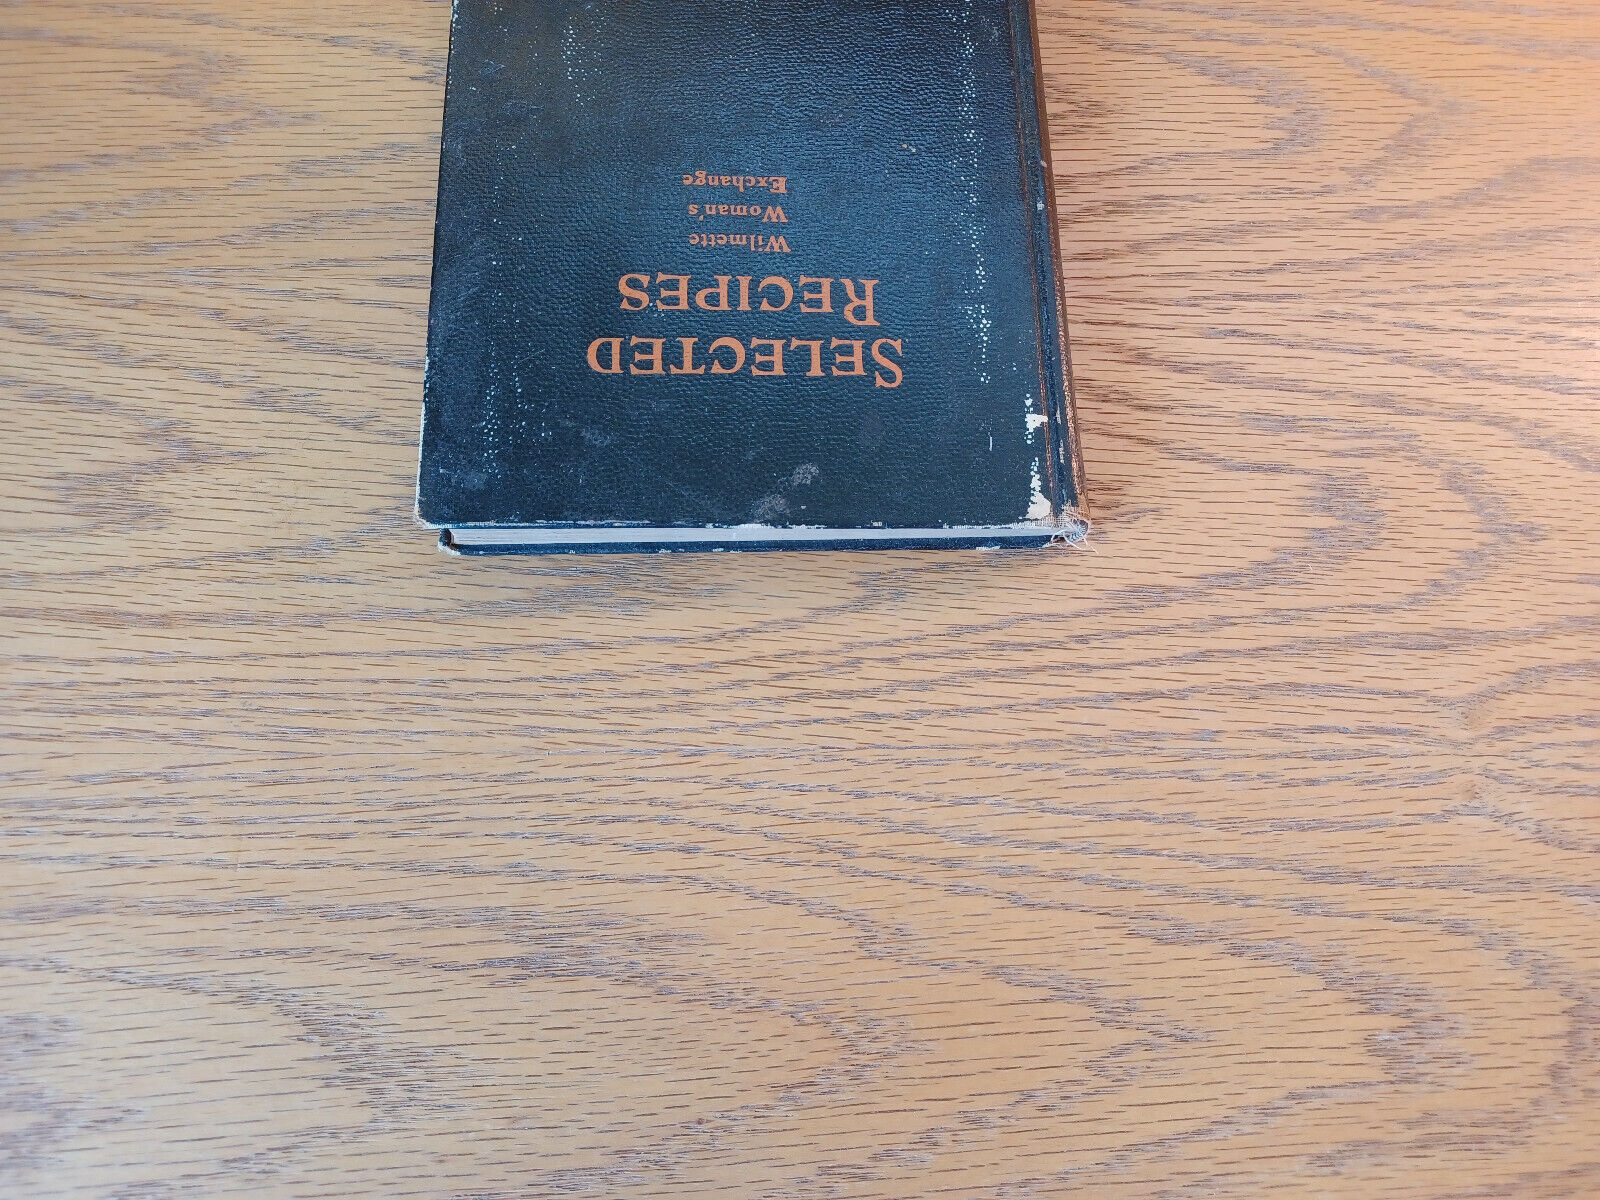 SELECTED
RECIPES
Wilmette
Woman's
Exchange